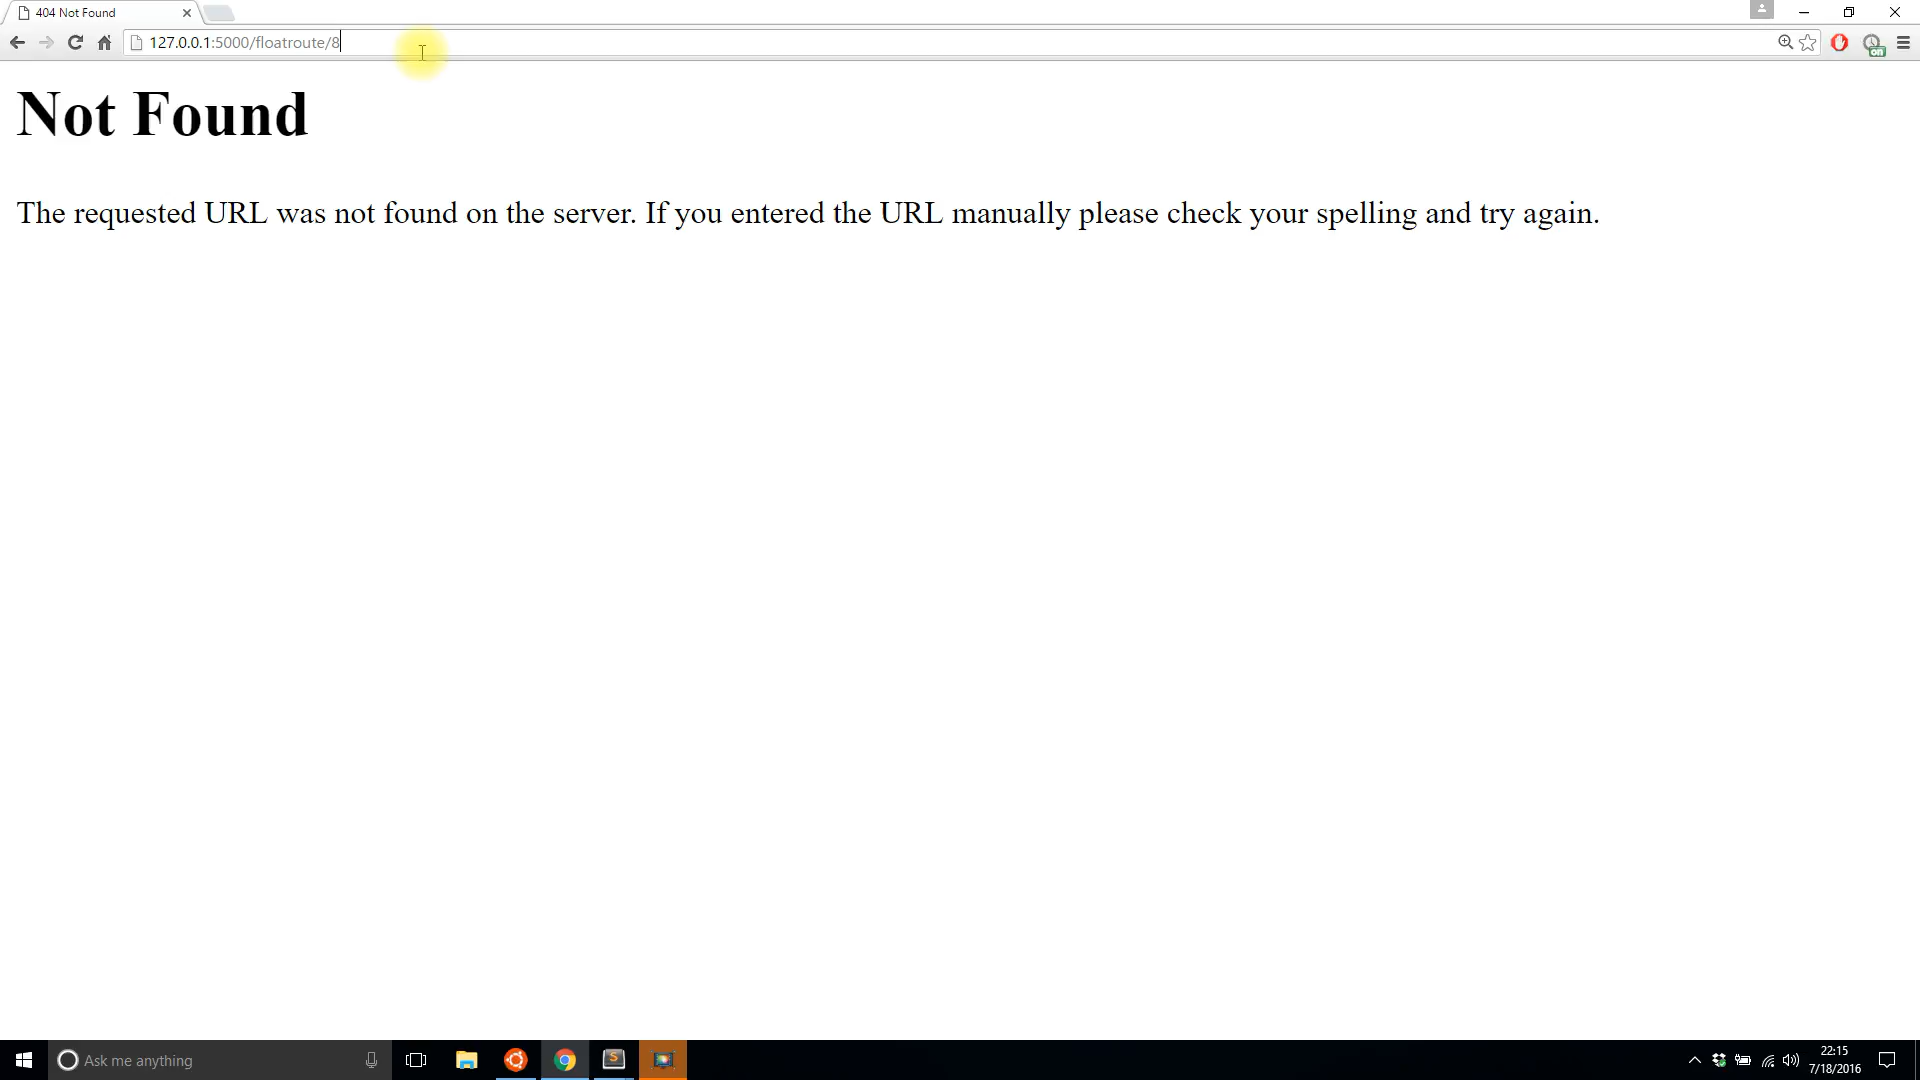 404 Not Found
127.0.0.1:5000/floatroute/8
on
Not Found
The requested URL was not found on the server. If you entered the URL manually please check your spelling and try again.
Ask me anything
S
22:15
7/18/2016